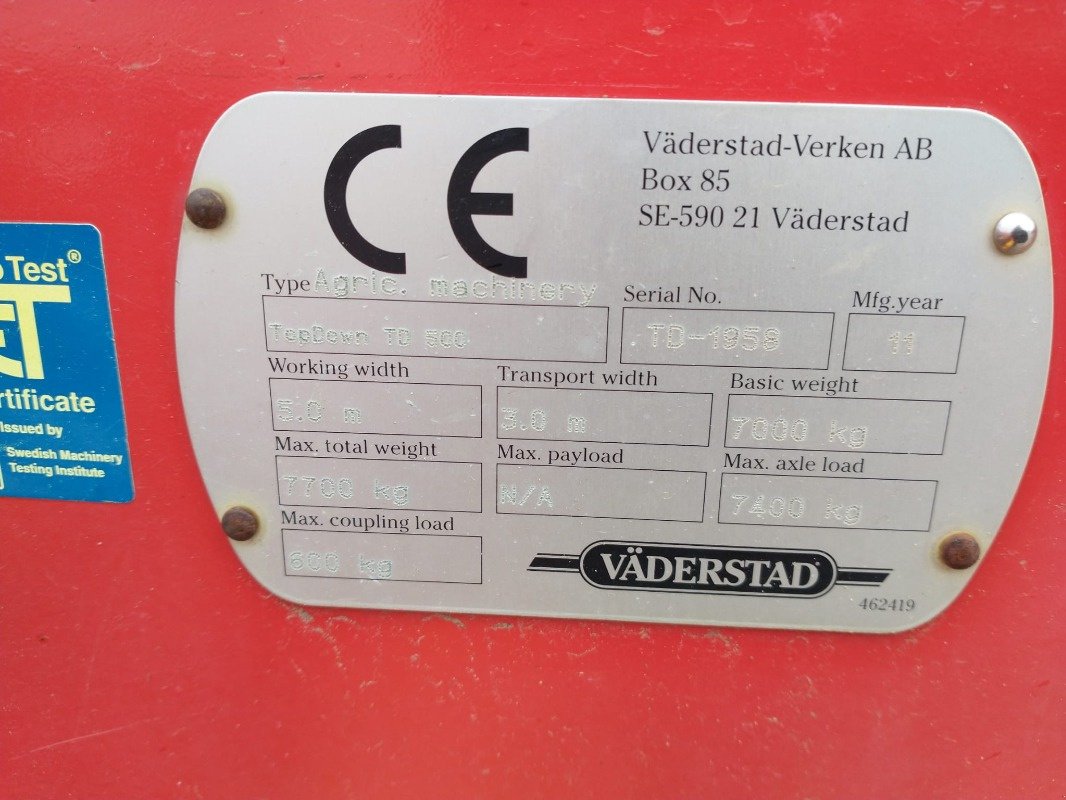 CE
Väderstad-Verken AB
Box 85
SE-590 21 Väderstad
Type Agric. machinery
TopDown TD 500
Serial No.
TD-1958
Mfg.year
11
Working width
5.0 m
Transport width
3.0 m
Basic weight
7000 kg
Max. total weight
7700 kg
Max. payload
N/A
Max. axle load
7400 kg
Max. coupling load
600 kg
VÄDERSTAD
462419
Test®
Issued by
Swedish Machinery
Testing Institute